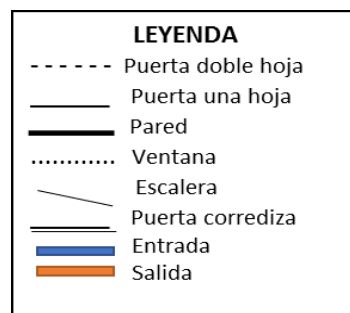 LEYENDA
Puerta doble hoja
Puerta una hoja
Pared
Ventana
Escalera
Puerta corrediza
Entrada
Salida